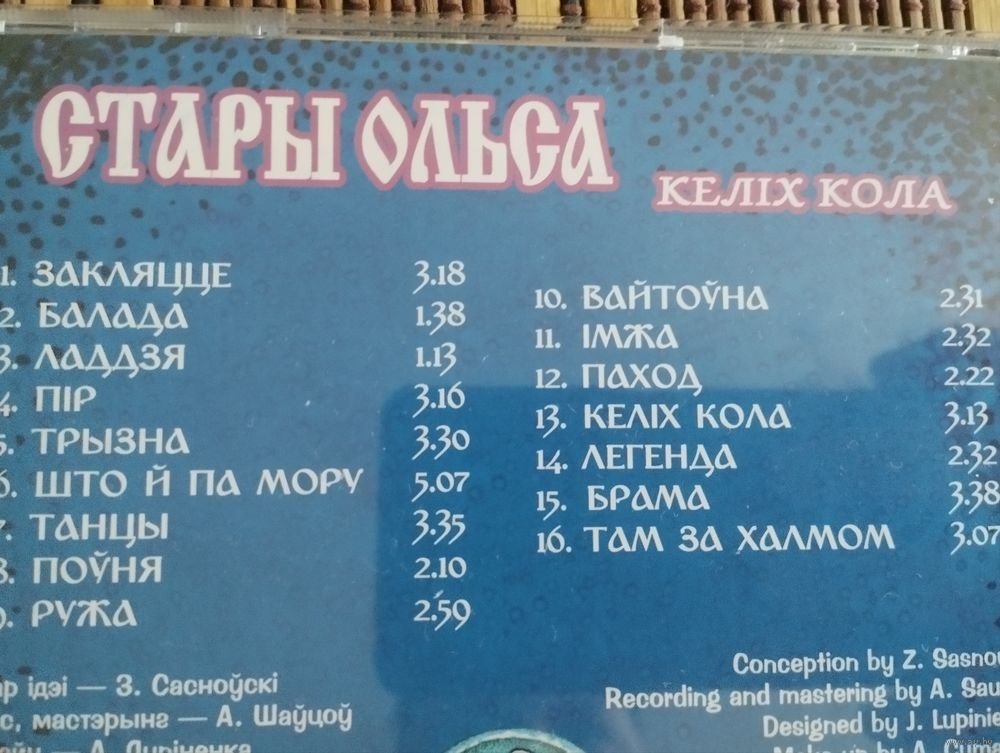 СТАРЫ ОЛЬСА
КЕЛІХ КОЛА
1. ЗАКЛЯЦЦЕ 3.18
2. БАЛАДА 1.38
3. ЛАДДЗЯ 1.13
4. ПІР 3.16
5. ТРЫЗНА 3.30
6. ШТО Й ПА МОРУ 5.07
7. ТАНЦЫ 3.35
8. ПОЎНЯ 2.10
9. РУЖА 2.59
10. ВАЙТОЎНА 2.31
11. ІМЖА 2.32
12. ПАХОД 2.22
13. КЕЛІХ КОЛА 3.13
14. ЛЕГЕНДА 2.32
15. БРАМА 3.38
16. ТАМ ЗА ХАЛМОМ 3.07
ідэі — З. Сасноўскі
мастэрынг — А. Шаўцоў
Conception by Z.
Recording and mastering by A.
Designed by J.